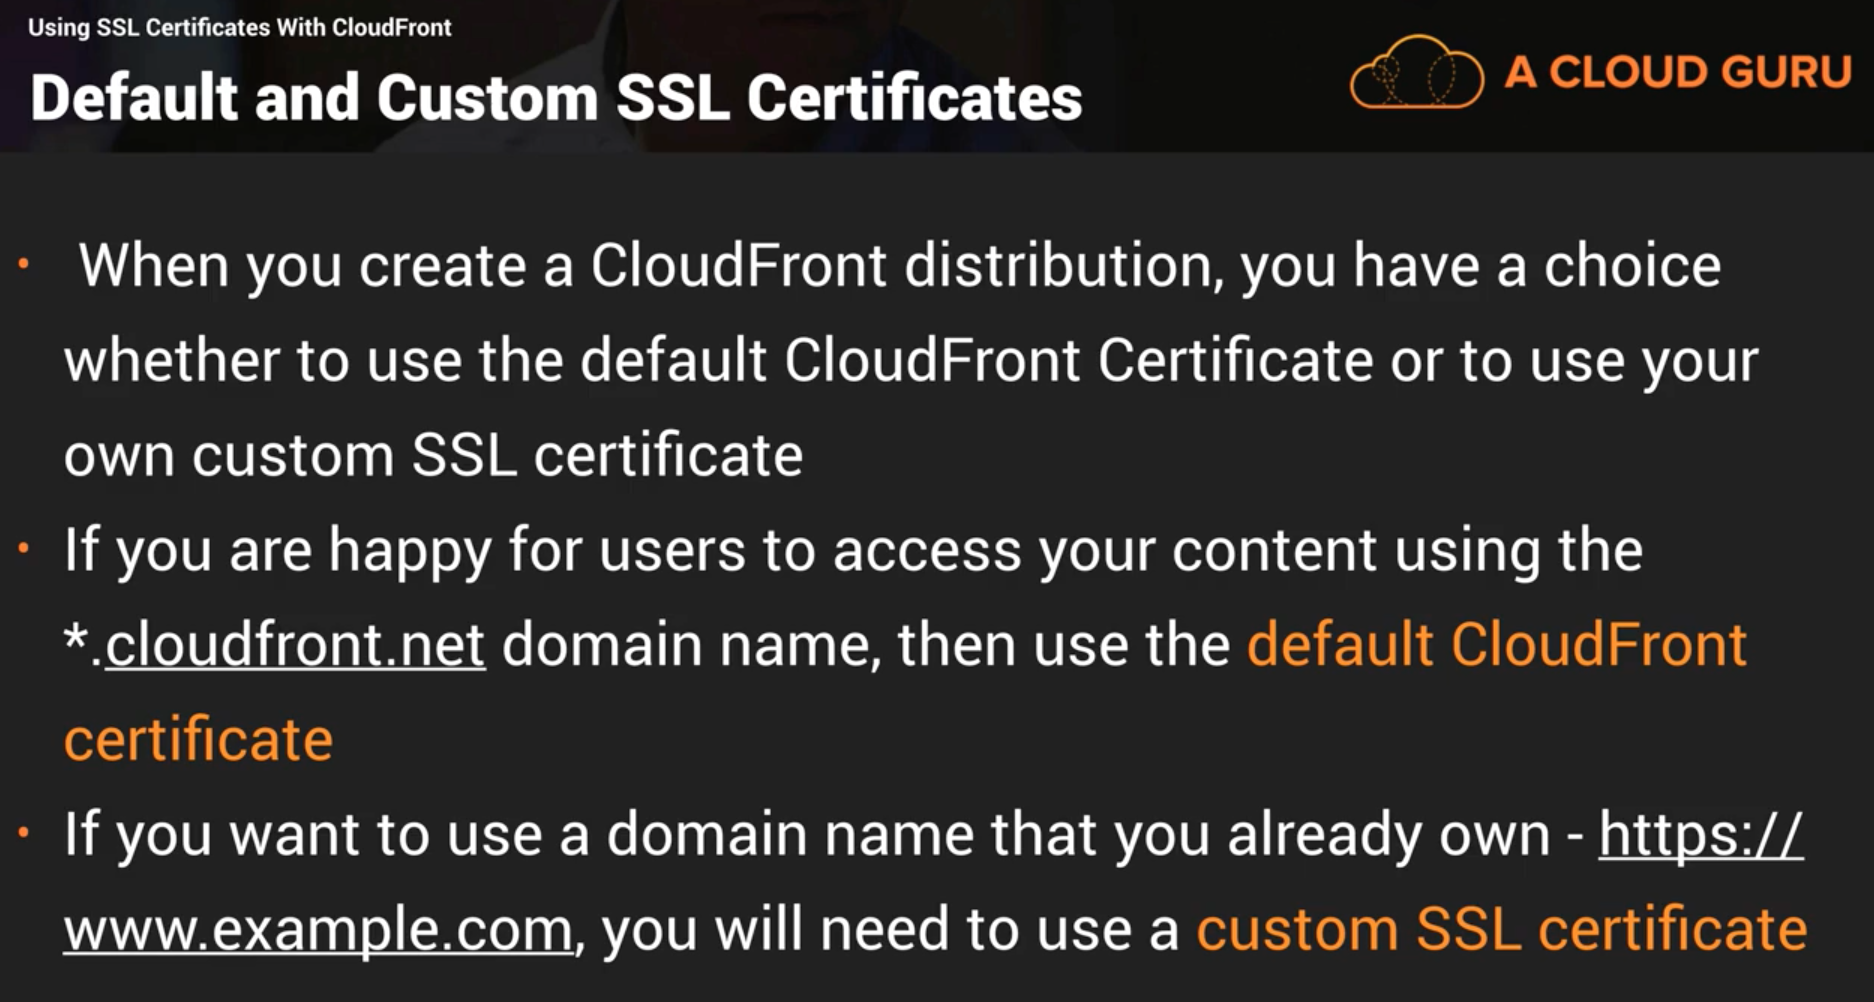 Using SSL Certificates With CloudFront
Default and Custom SSL Certificates
A CLOUD GURU
• When you create a CloudFront distribution, you have a choice
whether to use the default CloudFront Certificate or to use your
own custom SSL certificate
• If you are happy for users to access your content using the
*.cloudfront.net domain name, then use the default CloudFront
certificate
• If you want to use a domain name that you already own - https://
www.example.com, you will need to use a custom SSL certificate